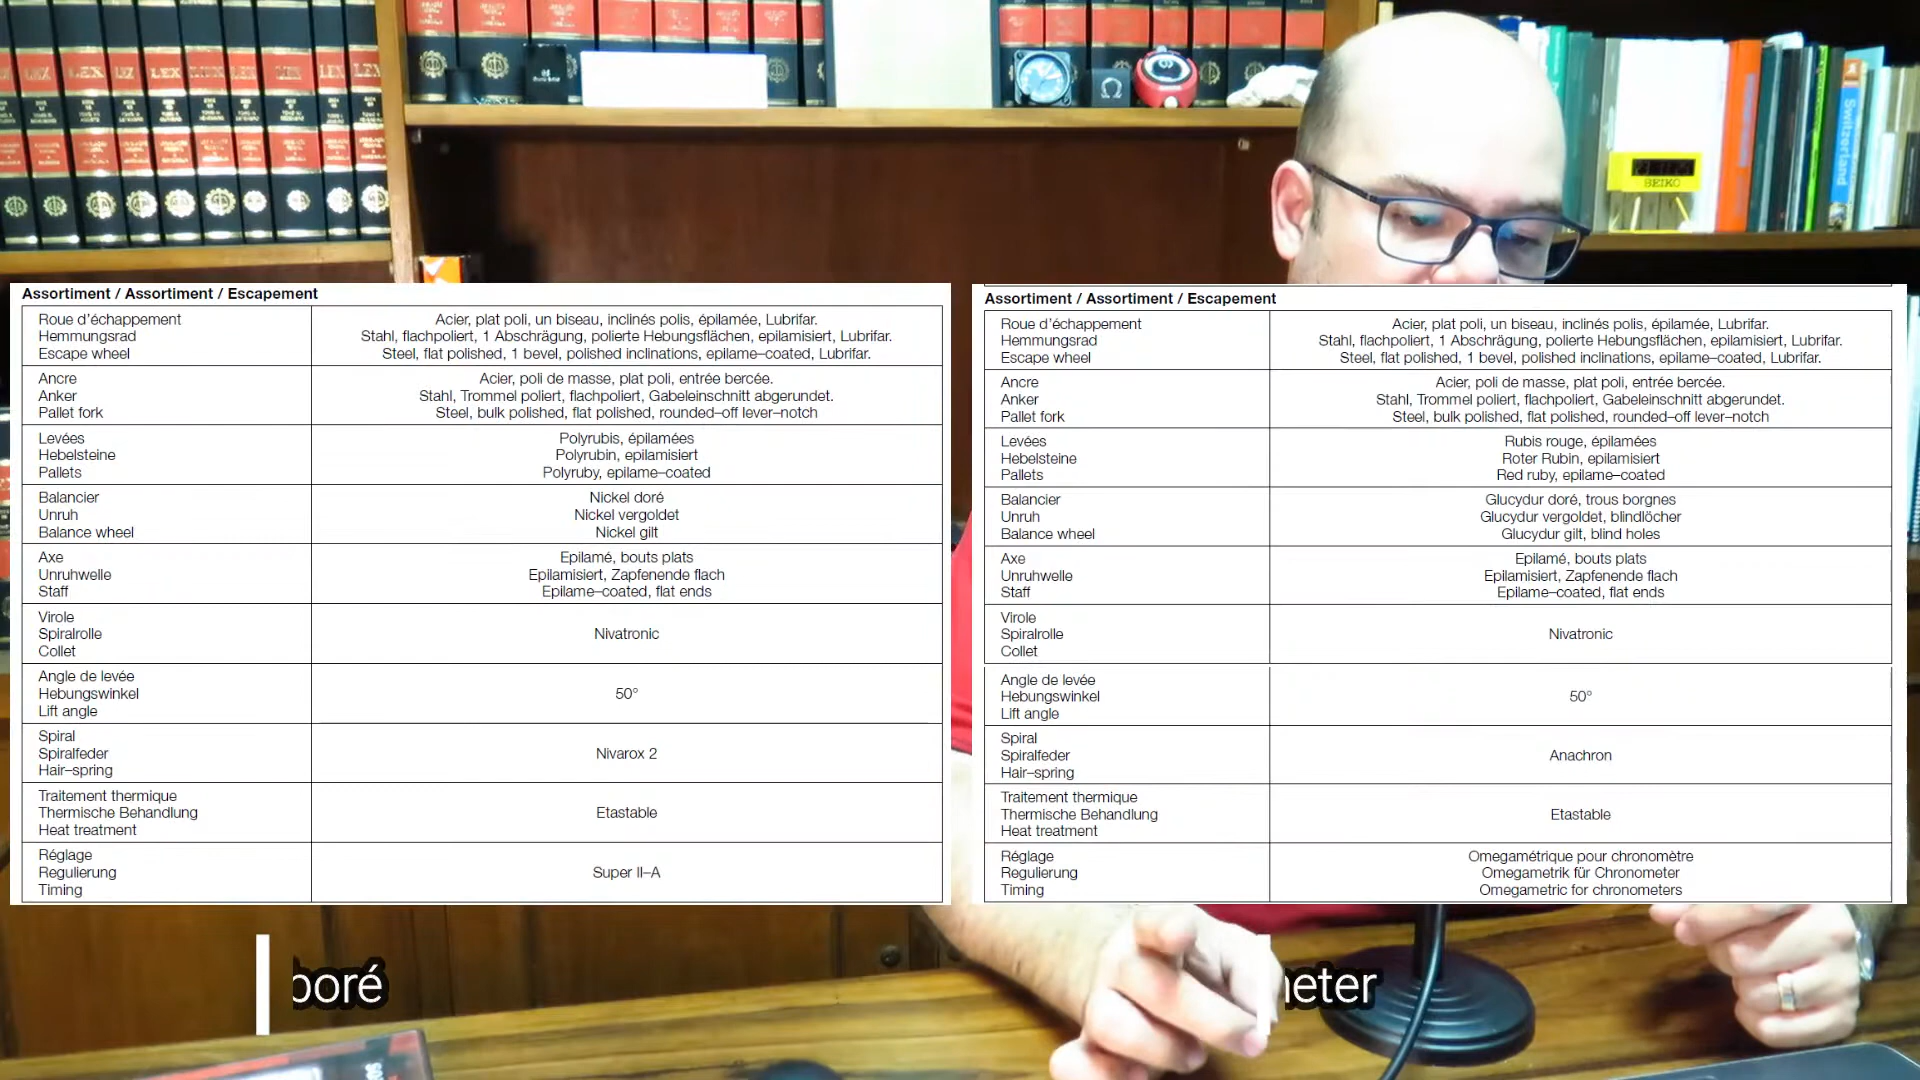 LEX
LEX
LEX
LEX
LEX
SEIKO
Switzerland
Assortiment / Assortiment / Escapement
Roue d'échappement
Hemmungsrad
Escape wheel
Acier, plat poli, un biseau, inclinés polis, épilamée, Lubrifar.
Stahl, flachpoliert, 1 Abschrägung, polierte Hebungsflächen, epilamisiert, Lubrifar.
Steel, flat polished, 1 bevel, polished inclinations, epilame–coated, Lubrifar.
Ancre
Anker
Pallet fork
Acier, poli de masse, plat poli, entrée bercée.
Stahl, Trommel poliert, flachpoliert, Gabeleinschnitt abgerundet.
Steel, bulk polished, flat polished, rounded–off lever–notch
Levées
Hebelsteine
Pallets
Polyrubis, épilamées
Polyrubin, epilamisiert
Polyruby, epilame–coated
Balancier
Unruh
Balance wheel
Nickel doré
Nickel vergoldet
Nickel gilt
Axe
Unruhwelle
Staff
Epilamé, bouts plats
Epilamisiert, Zapfenende flach
Epilame–coated, flat ends
Virole
Spiralrolle
Collet
Nivatronic
Angle de levée
Hebungswinkel
Lift angle
50°
Spiral
Spiralfeder
Hair–spring
Nivarox 2
Traitement thermique
Thermische Behandlung
Heat treatment
Etastable
Réglage
Regulierung
Timing
Super II–A
Assortiment / Assortiment / Escapement
Roue d'échappement
Hemmungsrad
Escape wheel
Acier, plat poli, un biseau, inclinés polis, épilamée, Lubrifar.
Stahl, flachpoliert, 1 Abschrägung, polierte Hebungsflächen, epilamisiert, Lubrifar.
Steel, flat polished, 1 bevel, polished inclinations, epilame–coated, Lubrifar.
Ancre
Anker
Pallet fork
Acier, poli de masse, plat poli, entrée bercée.
Stahl, Trommel poliert, flachpoliert, Gabeleinschnitt abgerundet.
Steel, bulk polished, flat polished, rounded–off lever–notch
Levées
Hebelsteine
Pallets
Rubis rouge, épilamées
Roter Rubin, epilamisiert
Red ruby, epilame–coated
Balancier
Unruh
Balance wheel
Glucydur doré, trous borgnes
Glucydur vergoldet, blindlöcher
Glucydur gilt, blind holes
Axe
Unruhwelle
Staff
Epilamé, bouts plats
Epilamisiert, Zapfenende flach
Epilame–coated, flat ends
Virole
Spiralrolle
Collet
Nivatronic
Angle de levée
Hebungswinkel
Lift angle
50°
Spiral
Spiralfeder
Hair–spring
Anachron
Traitement thermique
Thermische Behandlung
Heat treatment
Etastable
Réglage
Regulierung
Timing
Omegamétrique pour chronomètre
Omegametrik für Chronometer
Omegametric for chronometers
boré
eter